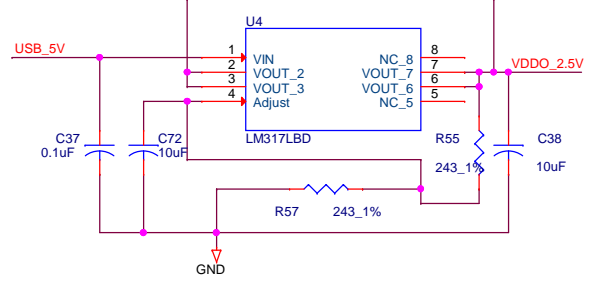 U4
USB_5V
1
VIN
NC_8
8
2
VOUT_2
VOUT_7
7
VDDO_2.5V
3
VOUT_3
VOUT_6
6
4
Adjust
NC_5
5
LM317LBD
C37
0.1uF
C72
10uF
R55
243_1%
C38
10uF
R57
243_1%
GND